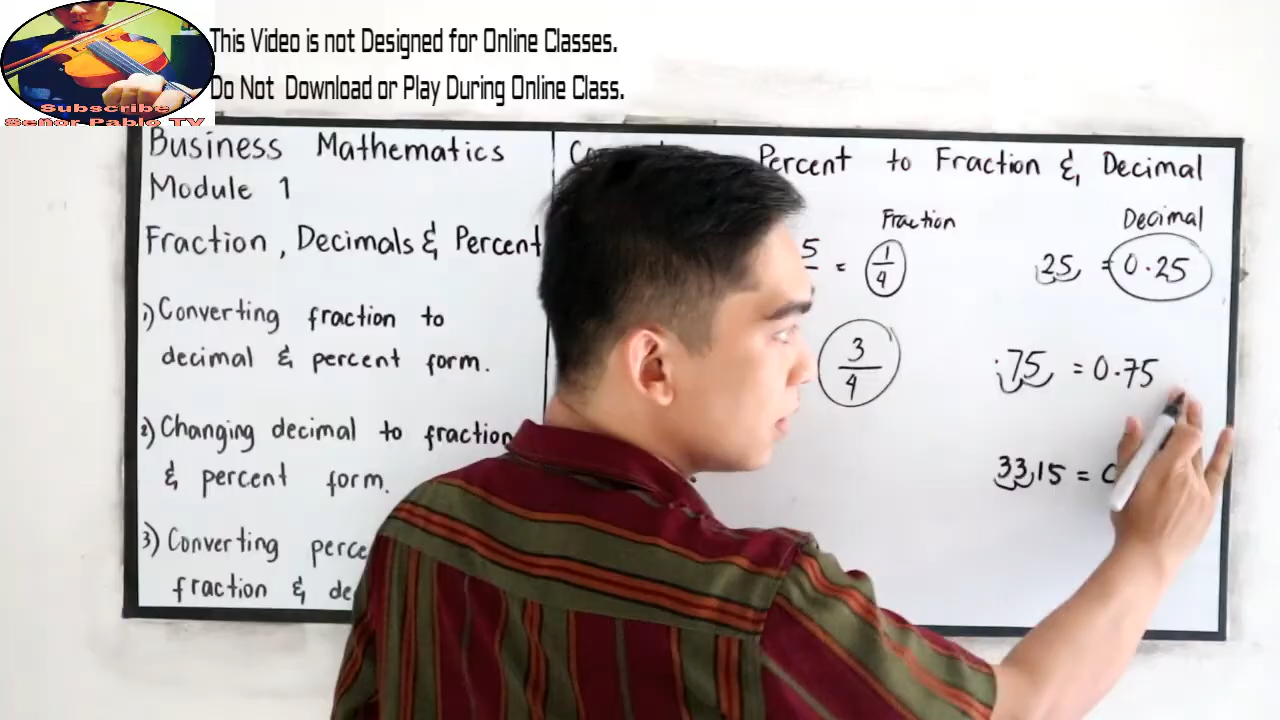 This Video is not Designed for Online Classes.
Do Not Download or Play During Online Class.
Subscribe
Señor Pablo TV
Business Mathematics
Module 1
Fraction, Decimals & Percent
1) Converting fraction to
decimal & percent form.
2) Changing decimal to fraction
& percent form.
3) Converting
fraction &
Percent to Fraction & Decimal
Fraction Decimal
= 1/4 25 = 0.25
3/4 .75 = 0.75
33.15 =